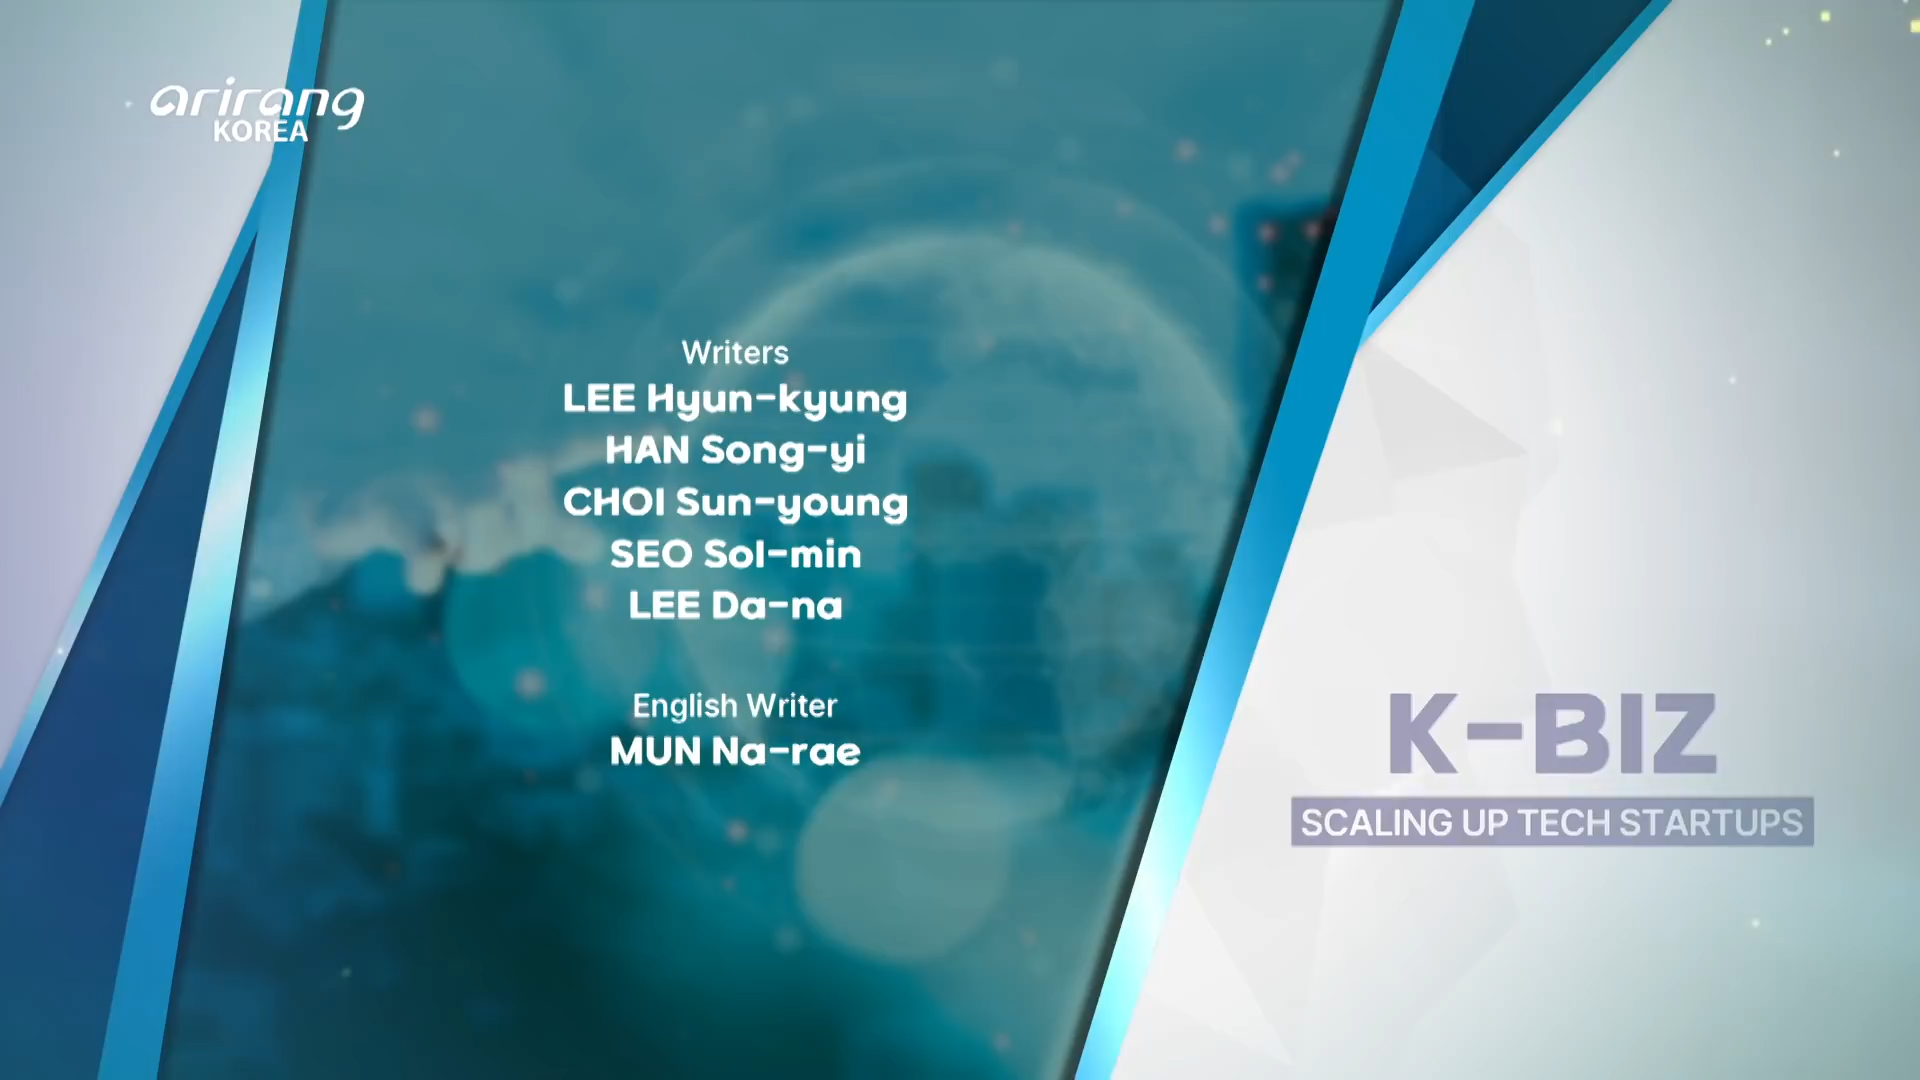 arirang
KOREA
Writers
LEE Hyun-kyung
HAN Song-yi
CHOI Sun-young
SEO Sol-min
LEE Da-na
English Writer
MUN Na-rae
K-BIZ
SCALING UP TECH STARTUPS